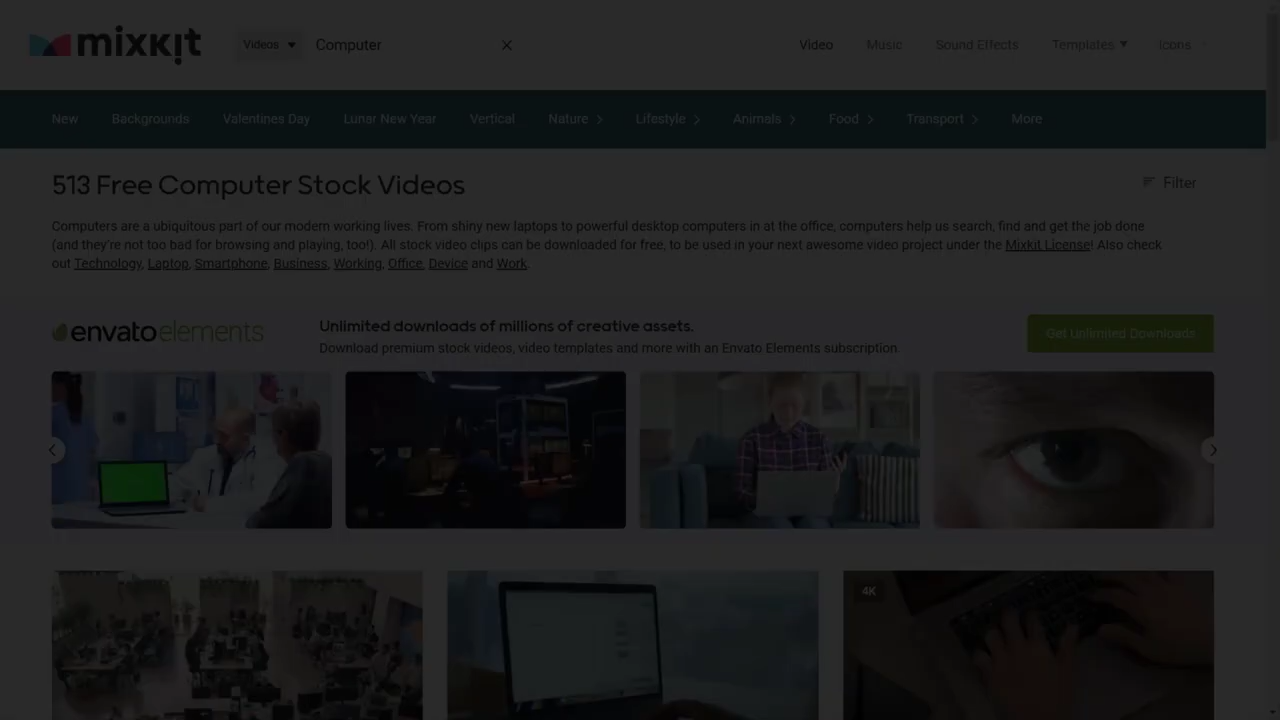 mixkit
Videos
Computer
Video
Music
Sound Effects
Templates
Icons
New
Backgrounds
Valentines Day
Lunar New Year
Vertical
Nature
Lifestyle
Animals
Food
Transport
More
513 Free Computer Stock Videos
Filter
Computers are a ubiquitous part of our modern working lives. From shiny new laptops to powerful desktop computers in at the office, computers help us search, find and get the job done
(and they're not too bad for browsing and playing, too!). All stock video clips can be downloaded for free, to be used in your next awesome video project under the Mixkit License! Also check
out Technology, Laptop, Smartphone, Business, Working, Office, Device and Work.
envato elements
Unlimited downloads of millions of creative assets.
Download premium stock videos, video templates and more with an Envato Elements subscription.
Get Unlimited Downloads
4K